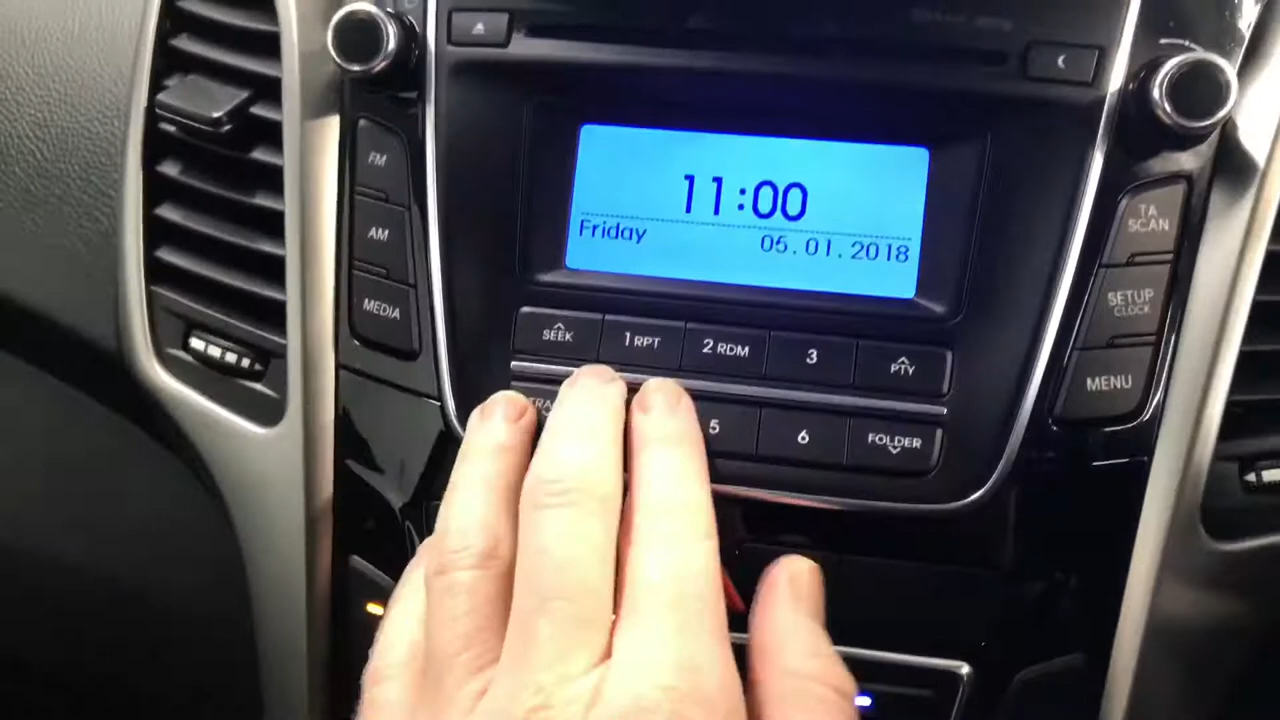 FM
AM
MEDIA
11:00
Friday 05.01.2018
SEEK 1 RPT 2 RDM 3 PTY
5 6 FOLDER
TA
SCAN
SETUP
CLOCK
MENU